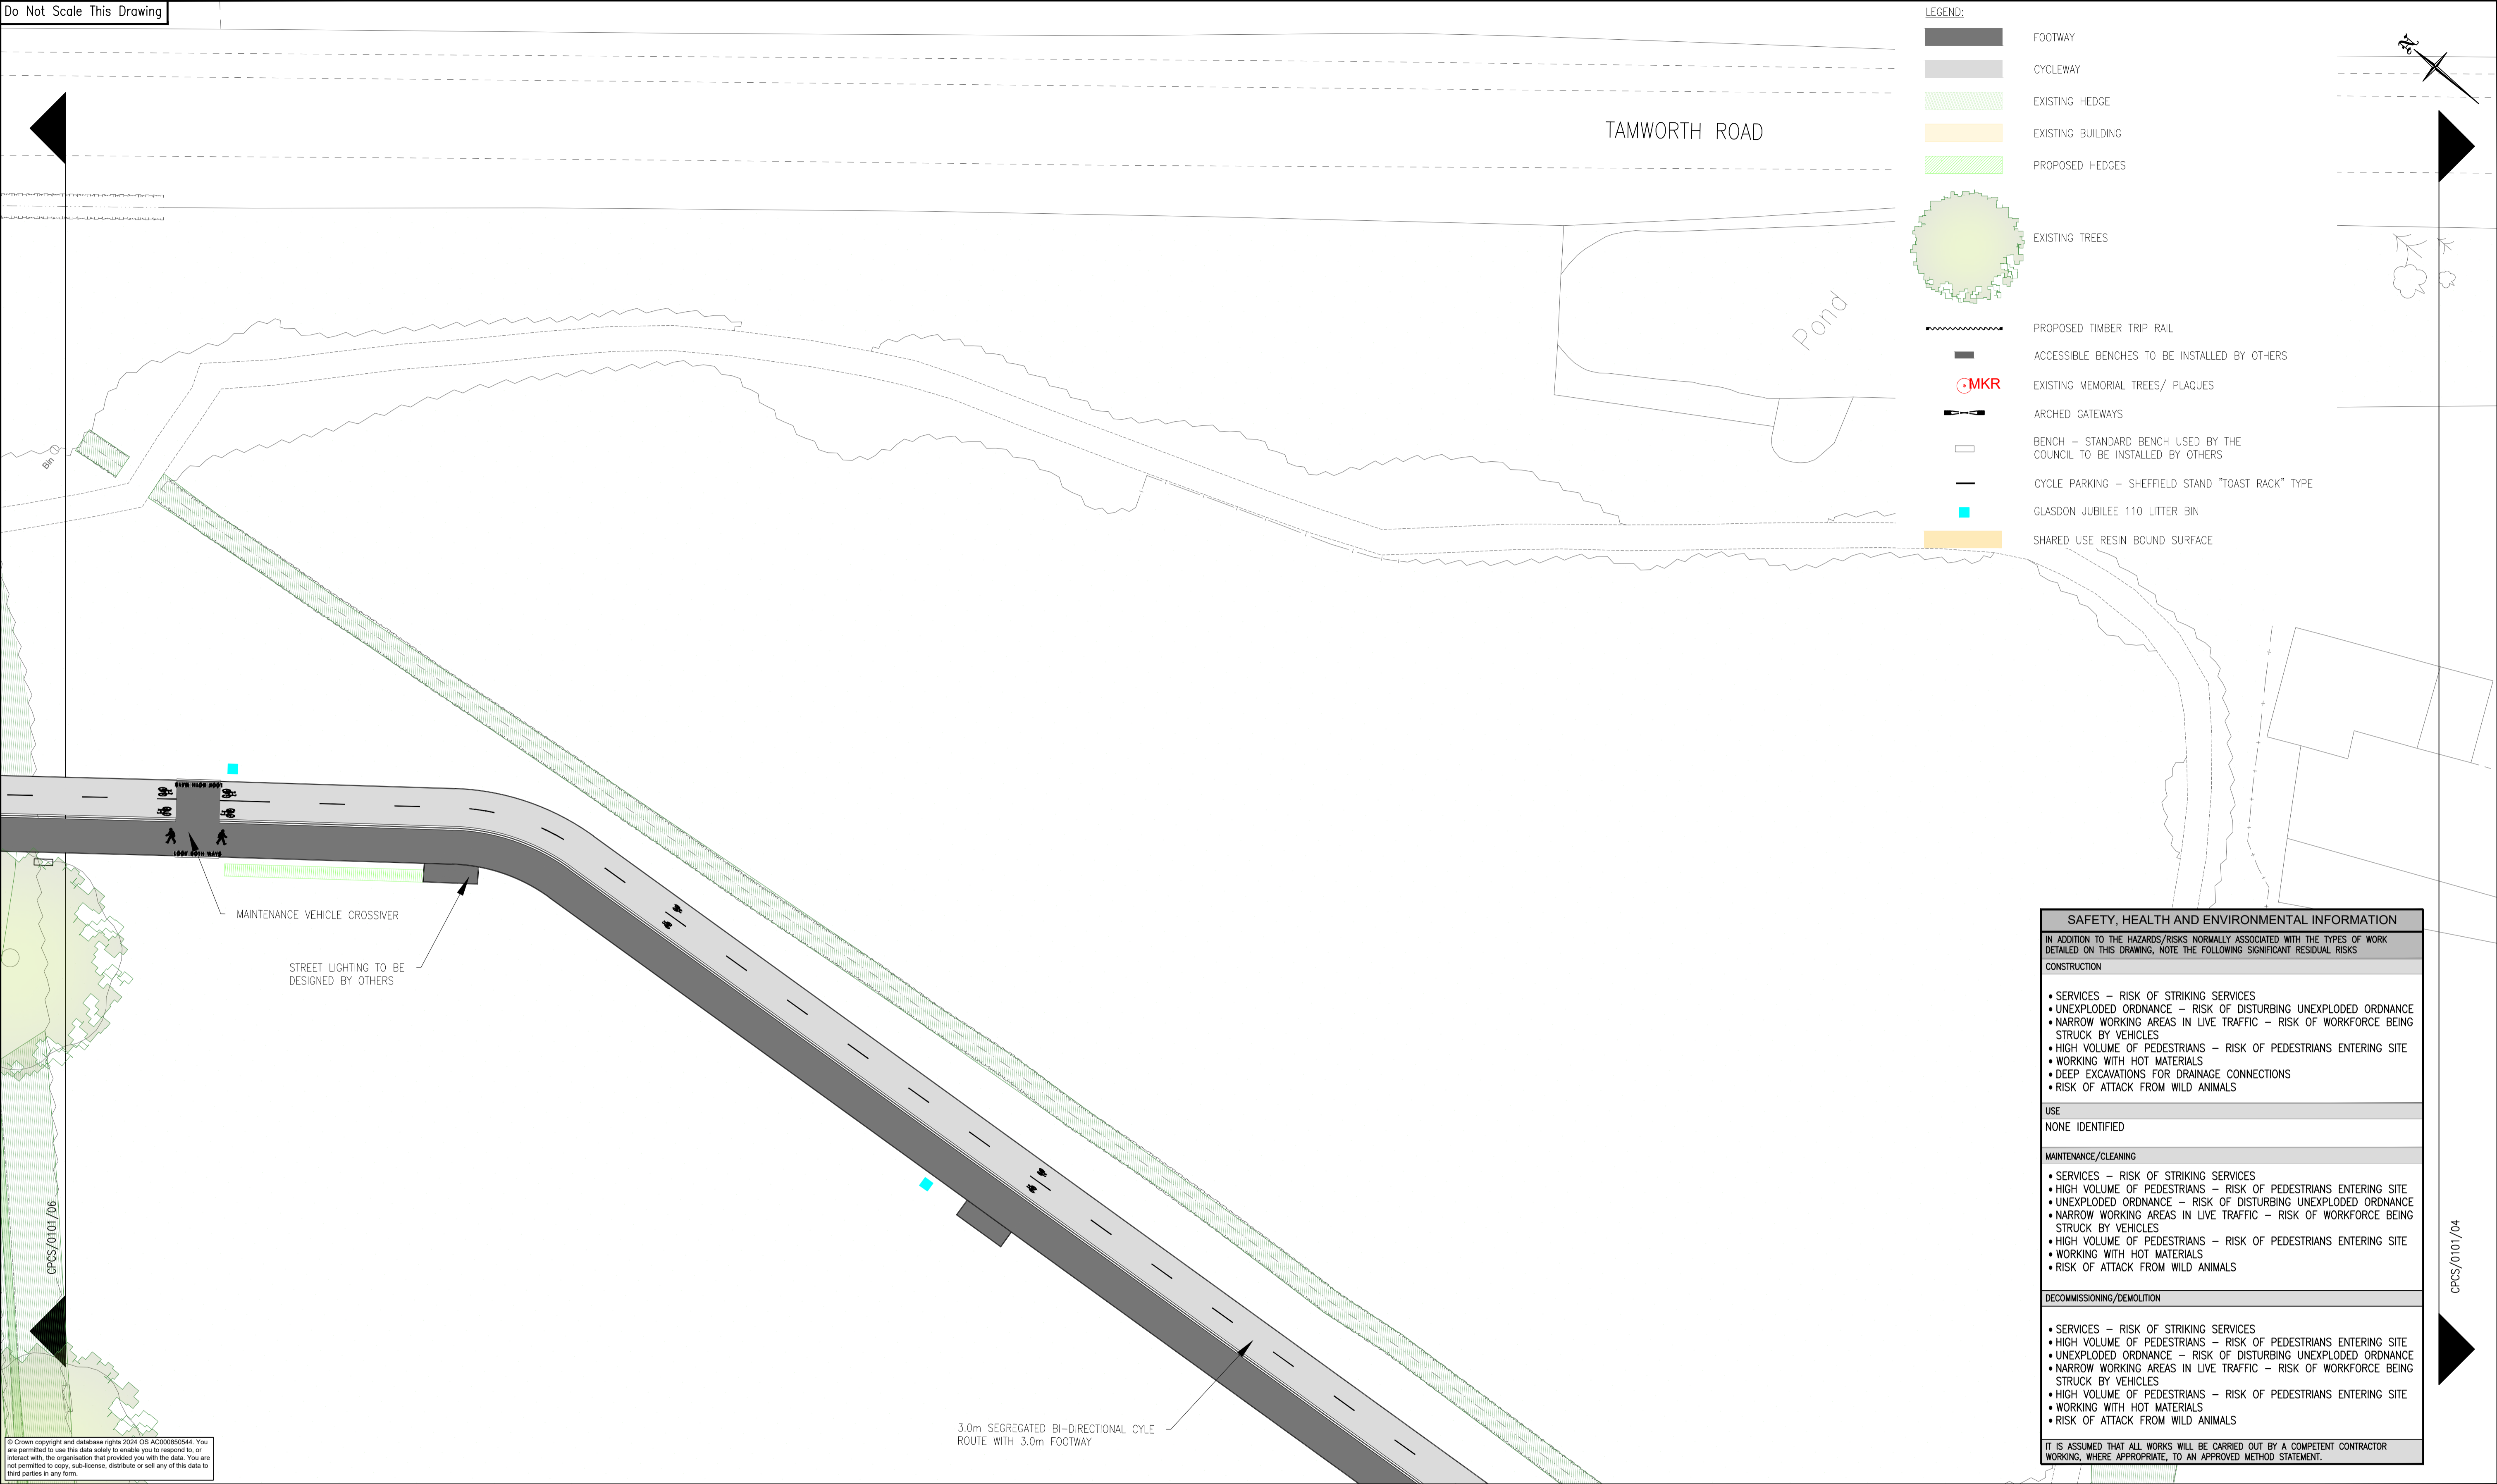 Do Not Scale This Drawing
LEGEND:
FOOTWAY
CYCLEWAY
EXISTING HEDGE
EXISTING BUILDING
PROPOSED HEDGES
EXISTING TREES
PROPOSED TIMBER TRIP RAIL
ACCESSIBLE BENCHES TO BE INSTALLED BY OTHERS
MKR
EXISTING MEMORIAL TREES/ PLAQUES
ARCHED GATEWAYS
BENCH – STANDARD BENCH USED BY THE
COUNCIL TO BE INSTALLED BY OTHERS
CYCLE PARKING – SHEFFIELD STAND "TOAST RACK" TYPE
GLASDON JUBILEE 110 LITTER BIN
SHARED USE RESIN BOUND SURFACE
N
TAMWORTH ROAD
Pond
Bin
LOOK BOTH WAYS
LOOK BOTH WAYS
MAINTENANCE VEHICLE CROSSIVER
STREET LIGHTING TO BE
DESIGNED BY OTHERS
3.0m SEGREGATED BI-DIRECTIONAL CYLE
ROUTE WITH 3.0m FOOTWAY
CPCS/0101/06
CPCS/0101/04
SAFETY, HEALTH AND ENVIRONMENTAL INFORMATION
IN ADDITION TO THE HAZARDS/RISKS NORMALLY ASSOCIATED WITH THE TYPES OF WORK
DETAILED ON THIS DRAWING, NOTE THE FOLLOWING SIGNIFICANT RESIDUAL RISKS
CONSTRUCTION
• SERVICES – RISK OF STRIKING SERVICES
• UNEXPLODED ORDNANCE – RISK OF DISTURBING UNEXPLODED ORDNANCE
• NARROW WORKING AREAS IN LIVE TRAFFIC – RISK OF WORKFORCE BEING
STRUCK BY VEHICLES
• HIGH VOLUME OF PEDESTRIANS – RISK OF PEDESTRIANS ENTERING SITE
• WORKING WITH HOT MATERIALS
• DEEP EXCAVATIONS FOR DRAINAGE CONNECTIONS
• RISK OF ATTACK FROM WILD ANIMALS
USE
NONE IDENTIFIED
MAINTENANCE/CLEANING
• SERVICES – RISK OF STRIKING SERVICES
• HIGH VOLUME OF PEDESTRIANS – RISK OF PEDESTRIANS ENTERING SITE
• UNEXPLODED ORDNANCE – RISK OF DISTURBING UNEXPLODED ORDNANCE
• NARROW WORKING AREAS IN LIVE TRAFFIC – RISK OF WORKFORCE BEING
STRUCK BY VEHICLES
• HIGH VOLUME OF PEDESTRIANS – RISK OF PEDESTRIANS ENTERING SITE
• WORKING WITH HOT MATERIALS
• RISK OF ATTACK FROM WILD ANIMALS
DECOMMISSIONING/DEMOLITION
• SERVICES – RISK OF STRIKING SERVICES
• HIGH VOLUME OF PEDESTRIANS – RISK OF PEDESTRIANS ENTERING SITE
• UNEXPLODED ORDNANCE – RISK OF DISTURBING UNEXPLODED ORDNANCE
• NARROW WORKING AREAS IN LIVE TRAFFIC – RISK OF WORKFORCE BEING
STRUCK BY VEHICLES
• HIGH VOLUME OF PEDESTRIANS – RISK OF PEDESTRIANS ENTERING SITE
• WORKING WITH HOT MATERIALS
• RISK OF ATTACK FROM WILD ANIMALS
IT IS ASSUMED THAT ALL WORKS WILL BE CARRIED OUT BY A COMPETENT CONTRACTOR
WORKING, WHERE APPROPRIATE, TO AN APPROVED METHOD STATEMENT.
© Crown copyright and database rights 2024 OS AC000850544. You
are permitted to use this data solely to enable you to respond to, or
interact with, the organisation that provided you with the data. You are
not permitted to copy, sub-license, distribute or sell any of this data to
third parties in any form.